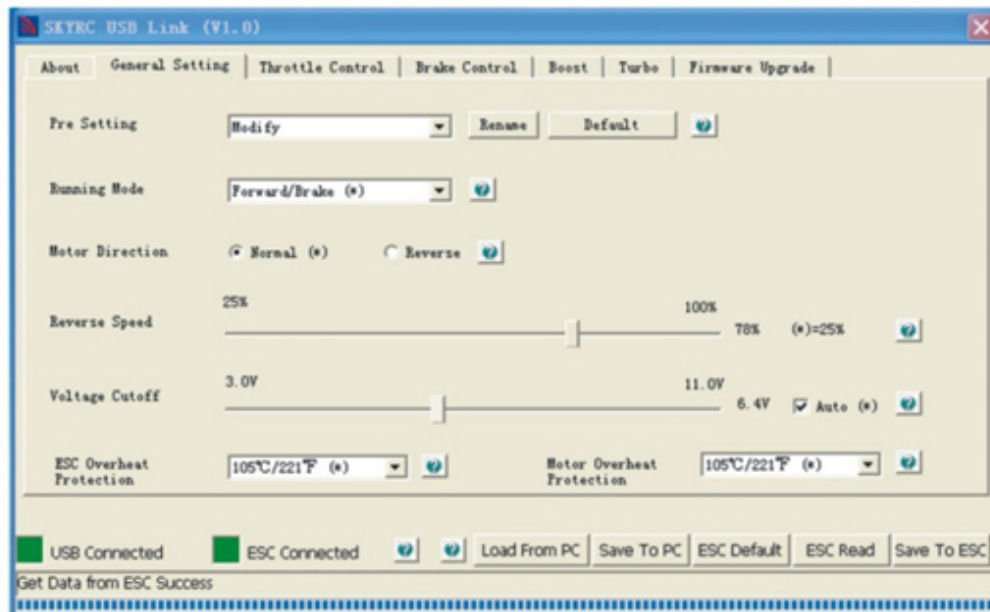 SKYRC USB Link (V1.0)
About General Setting Throttle Control Brake Control Boost Turbo Firmware Upgrade
Pre Setting Modify Rename Default
Running Mode Forward/Brake (*)
Motor Direction Normal (*) Reverse
25% 100%
Reverse Speed 78% (*)=25%
3.0V 11.0V
Voltage Cutoff 6.4V Auto (*)
ESC Overheat Protection 105℃/221℉ (*) Motor Overheat Protection 105℃/221℉ (*)
USB Connected ESC Connected Load From PC Save To PC ESC Default ESC Read Save To ESC
Get Data from ESC Success